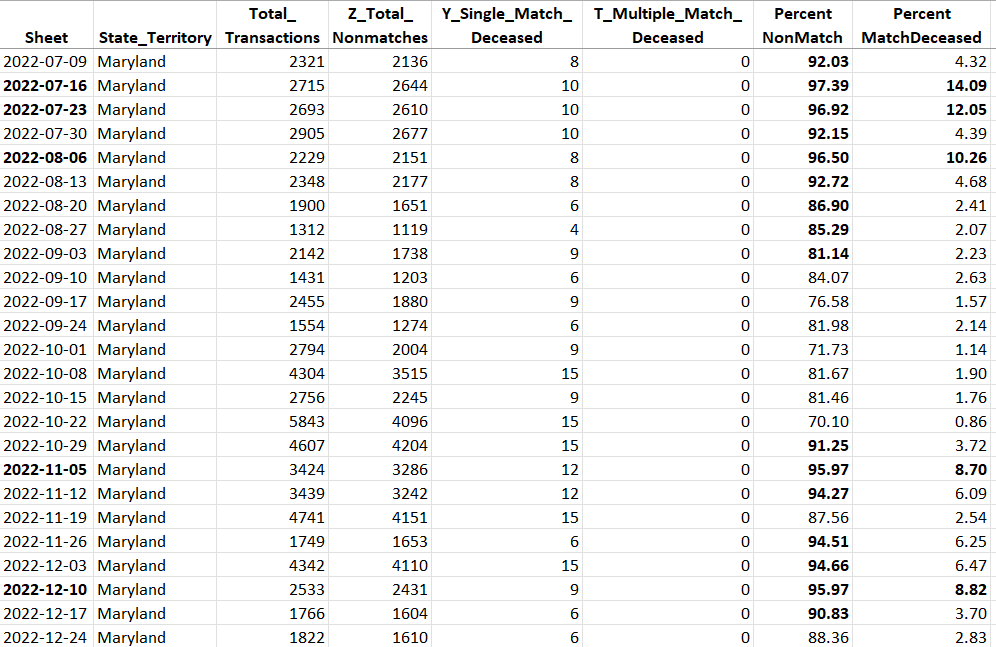 Total_ Z_Total_ Y_Single_Match_ T_Multiple_Match_ Percent Percent
Sheet State_Territory Transactions Nonmatches Deceased Deceased NonMatch MatchDeceased
2022-07-09 Maryland 2321 2136 8 0 92.03 4.32
2022-07-16 Maryland 2715 2644 10 0 97.39 14.09
2022-07-23 Maryland 2693 2610 10 0 96.92 12.05
2022-07-30 Maryland 2905 2677 10 0 92.15 4.39
2022-08-06 Maryland 2229 2151 8 0 96.50 10.26
2022-08-13 Maryland 2348 2177 8 0 92.72 4.68
2022-08-20 Maryland 1900 1651 6 0 86.90 2.41
2022-08-27 Maryland 1312 1119 4 0 85.29 2.07
2022-09-03 Maryland 2142 1738 9 0 81.14 2.23
2022-09-10 Maryland 1431 1203 6 0 84.07 2.63
2022-09-17 Maryland 2455 1880 9 0 76.58 1.57
2022-09-24 Maryland 1554 1274 6 0 81.98 2.14
2022-10-01 Maryland 2794 2004 9 0 71.73 1.14
2022-10-08 Maryland 4304 3515 15 0 81.67 1.90
2022-10-15 Maryland 2756 2245 9 0 81.46 1.76
2022-10-22 Maryland 5843 4096 15 0 70.10 0.86
2022-10-29 Maryland 4607 4204 15 0 91.25 3.72
2022-11-05 Maryland 3424 3286 12 0 95.97 8.70
2022-11-12 Maryland 3439 3242 12 0 94.27 6.09
2022-11-19 Maryland 4741 4151 15 0 87.56 2.54
2022-11-26 Maryland 1749 1653 6 0 94.51 6.25
2022-12-03 Maryland 4342 4110 15 0 94.66 6.47
2022-12-10 Maryland 2533 2431 9 0 95.97 8.82
2022-12-17 Maryland 1766 1604 6 0 90.83 3.70
2022-12-24 Maryland 1822 1610 6 0 88.36 2.83